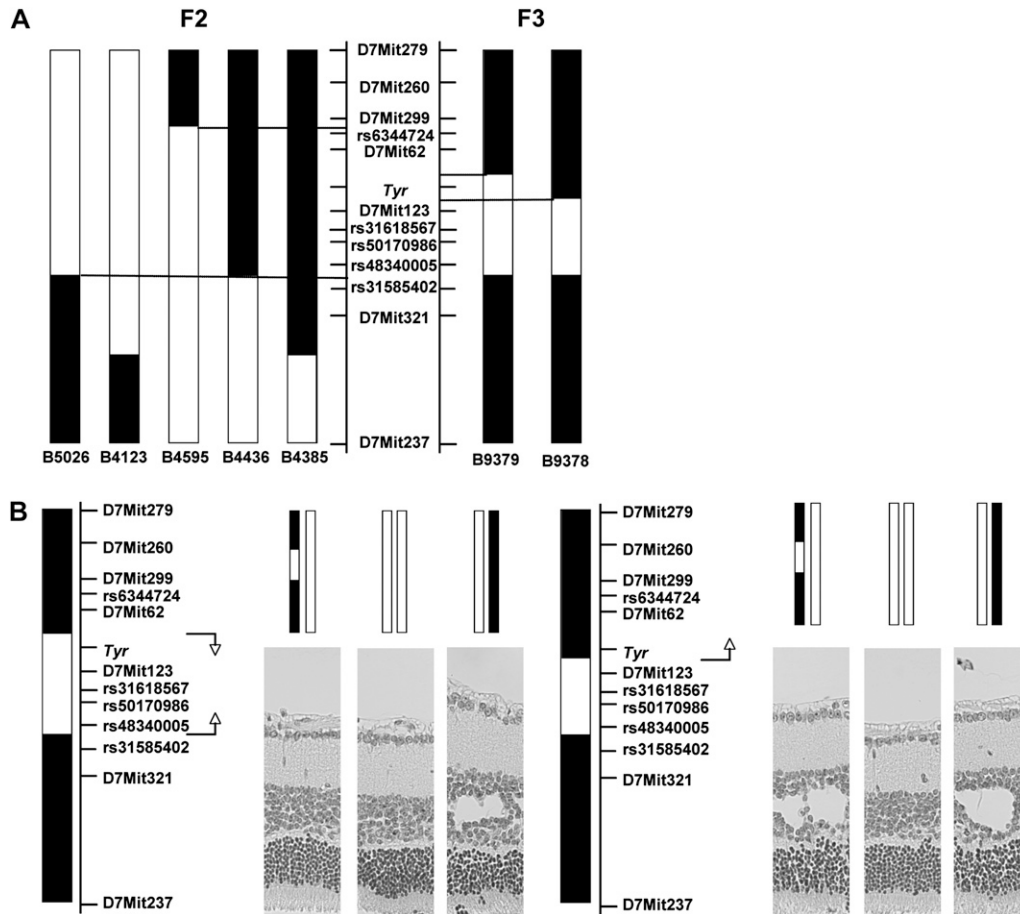 A
F2
F3
D7Mit279
D7Mit260
D7Mit299
rs6344724
D7Mit62
Tyr
D7Mit123
rs31618567
rs50170986
rs48340005
rs31585402
D7Mit321
D7Mit237
B5026 B4123 B4595 B4436 B4385
B9379 B9378
B
D7Mit279
D7Mit260
D7Mit299
rs6344724
D7Mit62
Tyr
D7Mit123
rs31618567
rs50170986
rs48340005
rs31585402
D7Mit321
D7Mit237
D7Mit279
D7Mit260
D7Mit299
rs6344724
D7Mit62
Tyr
D7Mit123
rs31618567
rs50170986
rs48340005
rs31585402
D7Mit321
D7Mit237